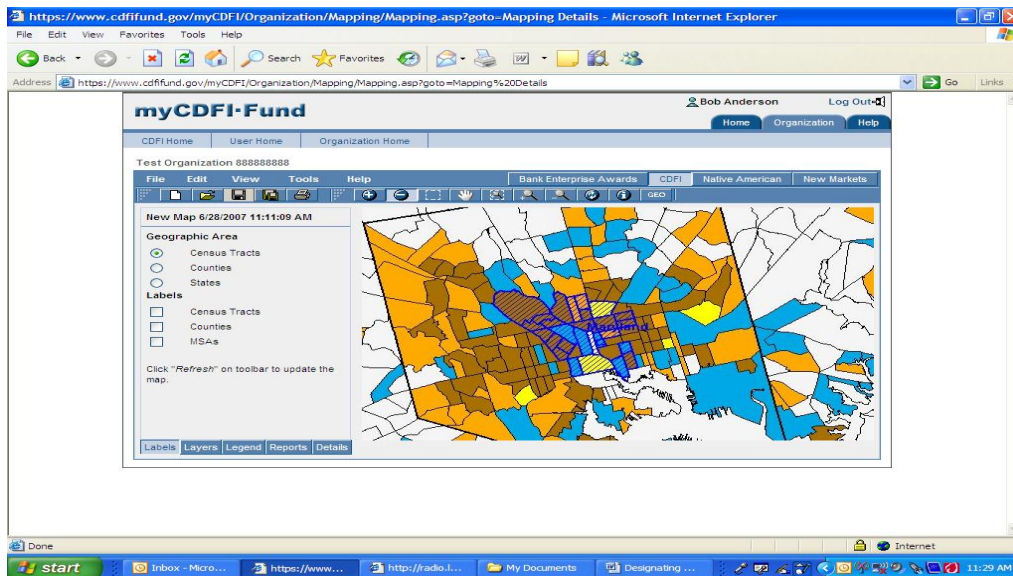 https://www.cdfifund.gov/myCDFI/Organization/Mapping/Mapping.asp?goto=Mapping Details - Microsoft Internet Explorer
File Edit View Favorites Tools Help
Back Search Favorites
Address https://www.cdfifund.gov/myCDFI/Organization/Mapping/Mapping.asp?goto=Mapping%20Details Go Links
myCDFI·Fund Bob Anderson Log Out
Home Organization Help
CDFI Home User Home Organization Home
Test Organization 888888888
File Edit View Tools Help Bank Enterprise Awards CDFI Native American New Markets
GEO
New Map 6/28/2007 11:11:09 AM
Geographic Area
Census Tracts
Counties
States
Labels
Census Tracts
Counties
MSAs
Click "Refresh" on toolbar to update the
map.
Maryland
Labels Layers Legend Reports Details
Done Internet
start Inbox - Micro... https://www... http://radio.l... My Documents Designating ... 11:29 AM